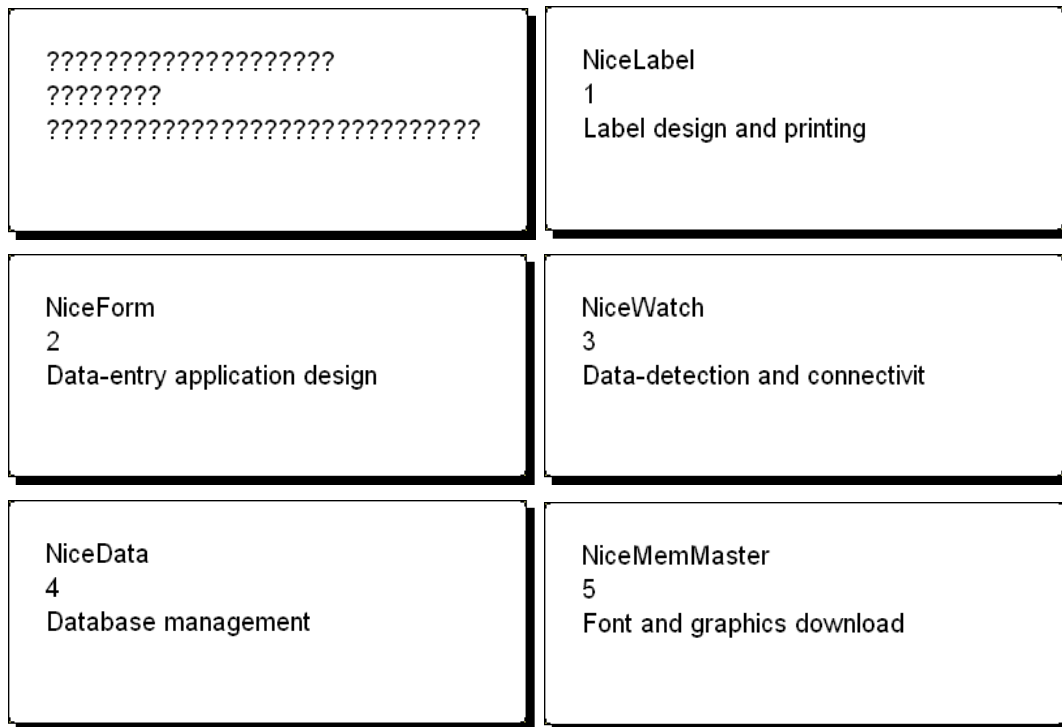 ????????????????????
????????
??????????????????????????????
NiceLabel
1
Label design and printing
NiceForm
2
Data-entry application design
NiceWatch
3
Data-detection and connectivit
NiceData
4
Database management
NiceMemMaster
5
Font and graphics download